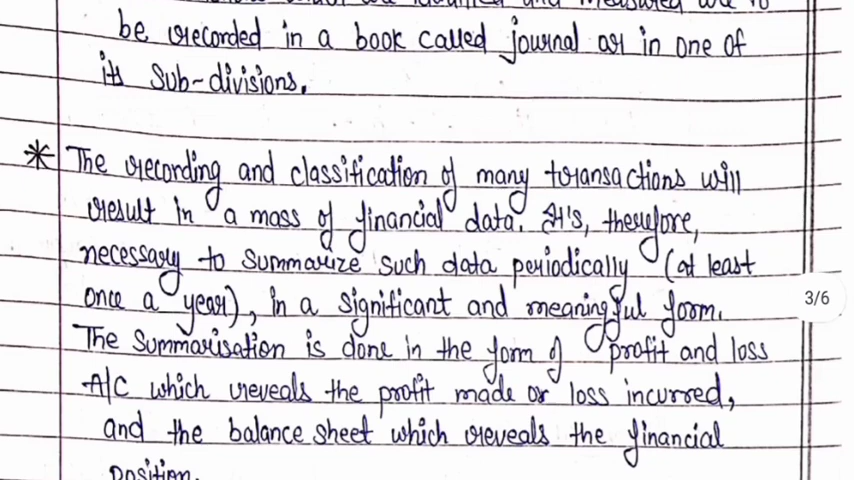 be recorded in a book called journal or in one of
its Sub-divisions.
* The recording and classification of many transactions will
result in a mass of financial data. It's, therefore,
necessary to summarize such data periodically (at least
once a year), in a significant and meaningful form.
3/6
The summarisation is done in the form of profit and loss
A/C which reveals the profit made or loss incurred,
and the balance sheet which reveals the financial
position.